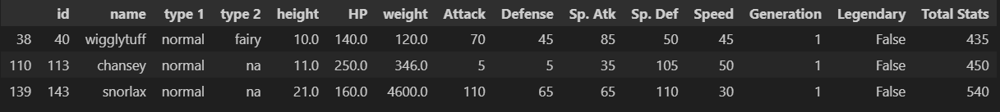 id name type 1 type 2 height HP weight Attack Defense Sp. Atk Sp. Def Speed Generation Legendary Total Stats
38 40 wigglytuff normal fairy 10.0 140.0 120.0 70 45 85 50 45 1 False 435
110 113 chansey normal na 11.0 250.0 346.0 5 5 35 105 50 1 False 450
139 143 snorlax normal na 21.0 160.0 4600.0 110 65 65 110 30 1 False 540